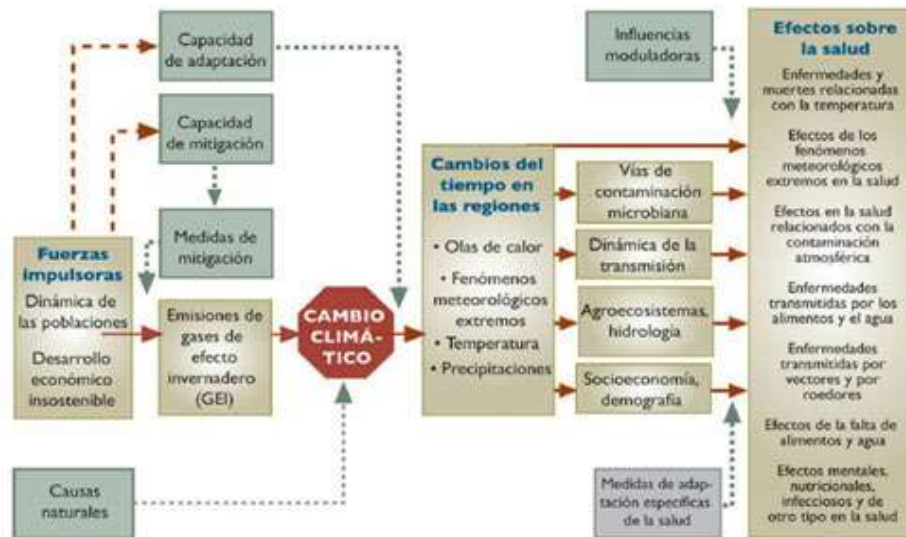 Capacidad
de adaptación
Capacidad
de mitigación
Medidas de
mitigación
Fuerzas
impulsoras
Dinámica de
las poblaciones
Desarrollo
económico
insostenible
Emisiones de
gases de
efecto
invernadero
(GEI)
Causas
naturales
CAMBIO
CLIMÁ-
TICO
Cambios del
tiempo en
las regiones
• Olas de calor
• Fenómenos
meteorológicos
extremos
• Temperatura
• Precipitaciones
Influencias
moduladoras
Vías de
contaminación
microbiana
Dinámica de la
transmisión
Agroecosistemas,
hidrología
Socioeconomía,
demografía
Medidas de adap-
tación específicas
de la salud
Efectos sobre
la salud
Enfermedades y
muertes relacionadas
con la temperatura
Efectos de los
fenómenos
meteorológicos
extremos en la salud
Efectos en la salud
relacionados con la
contaminación
atmosférica
Enfermedades
transmitidas por los
alimentos y el agua
Enfermedades
transmitidas por
vectores y por
roedores
Efectos de la falta de
alimentos y agua
Efectos mentales,
nutricionales,
infecciosos y de
otro tipo en la salud